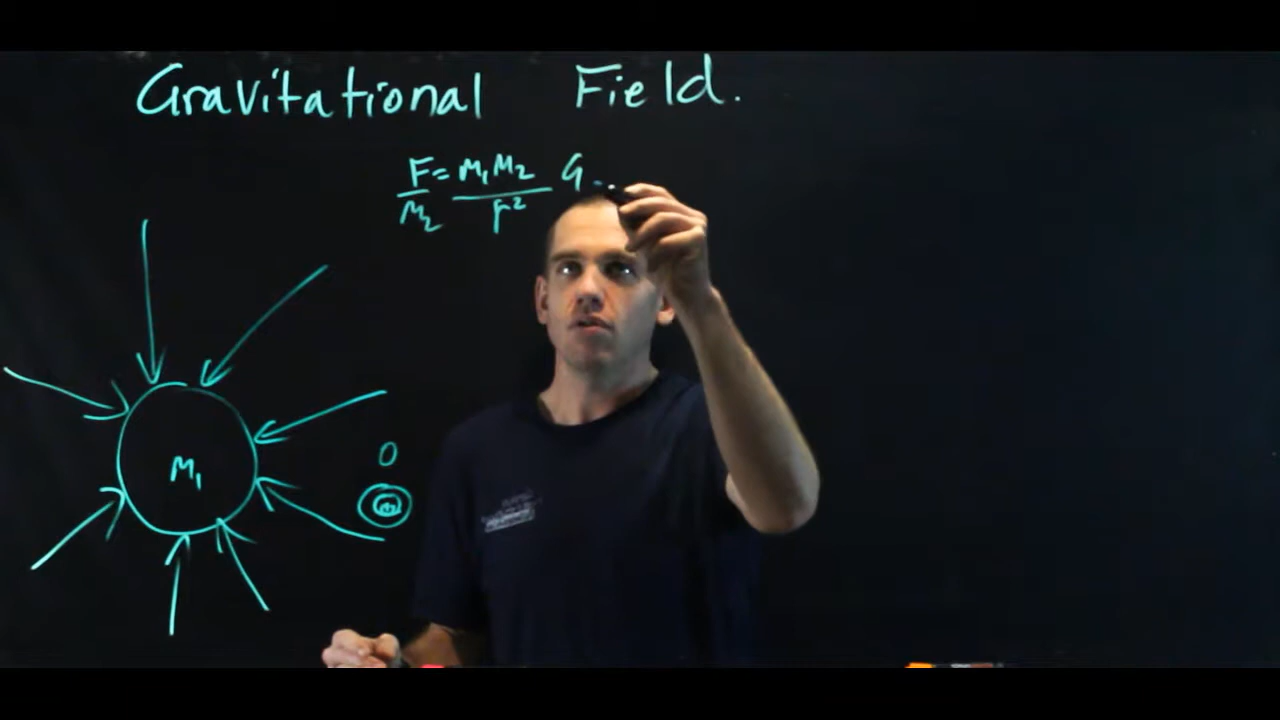 Gravitational Field.
F = M₁M₂ G
M₂ r²
M₁